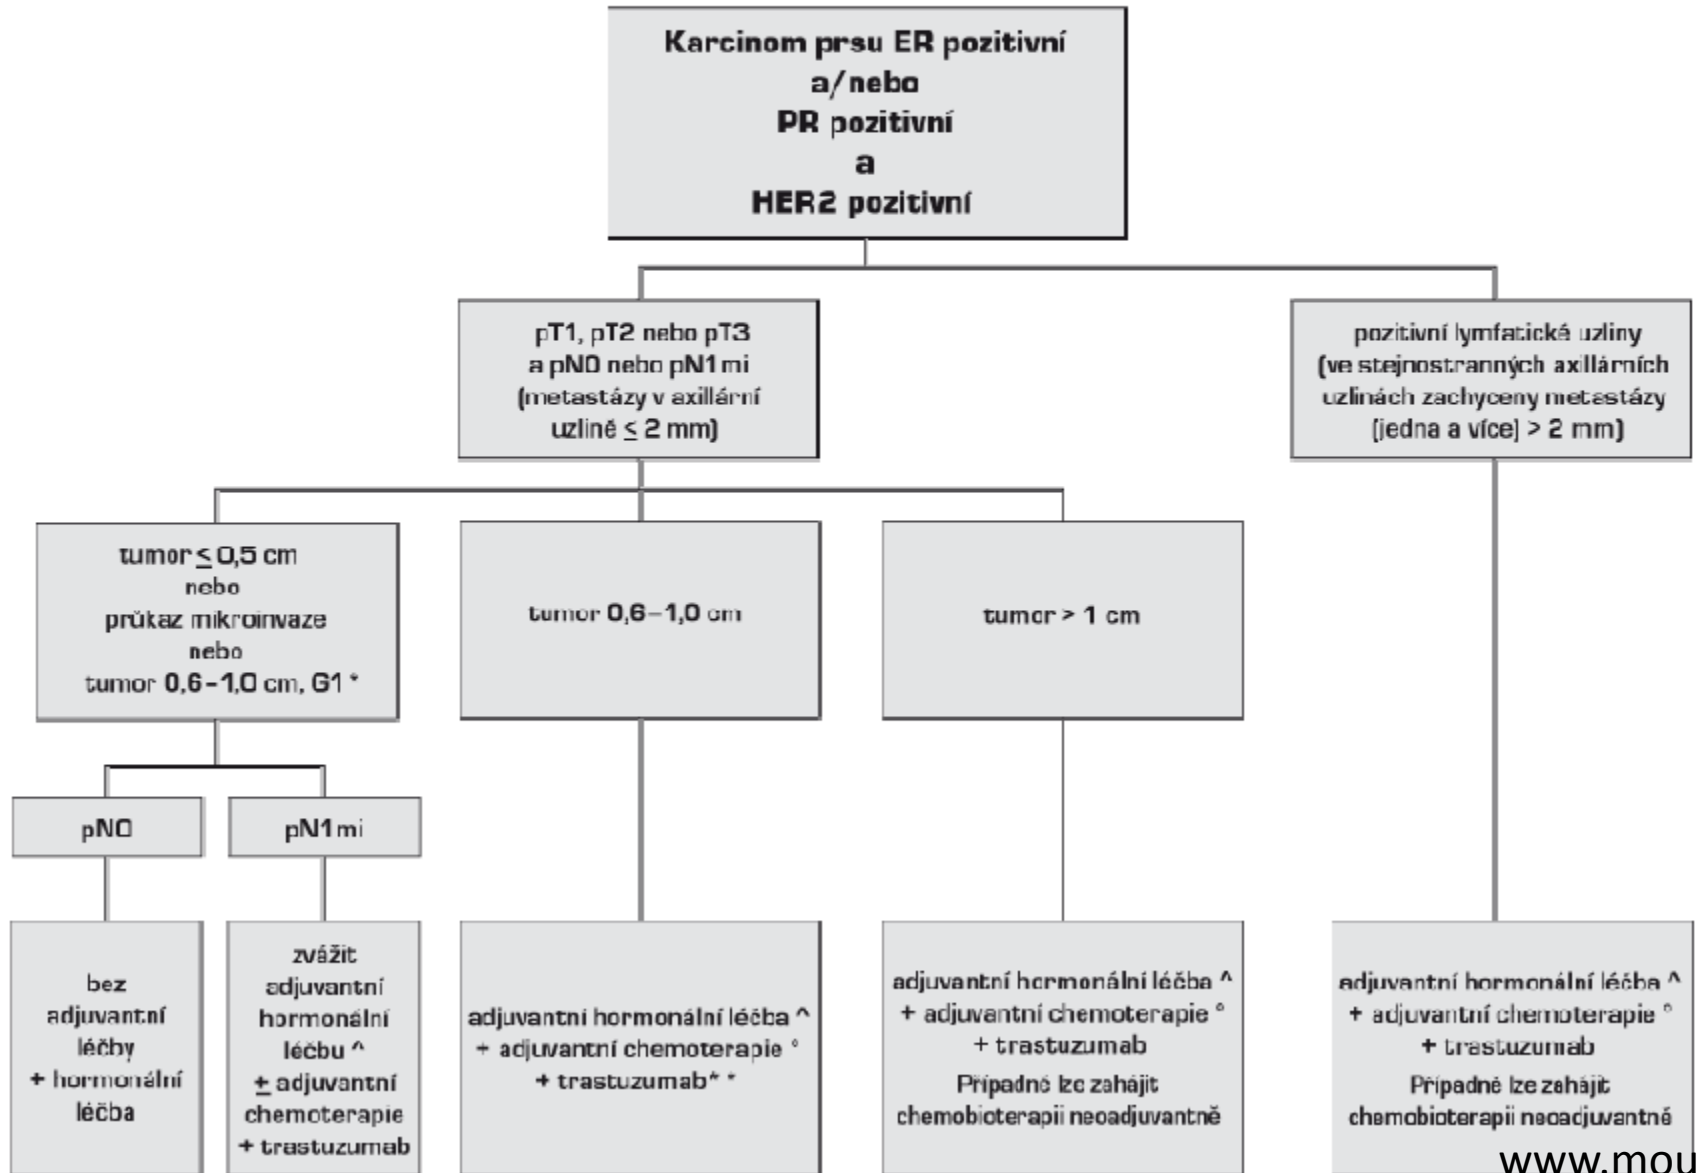 Karcinom prsu ER pozitivní
a/nebo
PR pozitivní
a
HER2 pozitivní
pT1, pT2 nebo pT3
a pN0 nebo pN1mi
(metastázy v axillární
uzlině ≤ 2 mm)
pozitivní lymfatické uzliny
(ve stejnostranných axillárních
uzlinách zachyceny metastázy
(jedna a více) > 2 mm)
tumor ≤ 0,5 cm
nebo
průkaz mikroinvaze
nebo
tumor 0,6–1,0 cm, G1 *
tumor 0,6–1,0 cm
tumor > 1 cm
pN0
pN1mi
bez
adjuvantní
léčby
+ hormonální
léčba
zvážit
adjuvantní
hormonální
léčbu ^
± adjuvantní
chemoterapie
+ trastuzumab
adjuvantní hormonální léčba ^
+ adjuvantní chemoterapie °
+ trastuzumab* *
adjuvantní hormonální léčba ^
+ adjuvantní chemoterapie °
+ trastuzumab
Případně lze zahájit
chemobioterapii neoadjuvantně
adjuvantní hormonální léčba ^
+ adjuvantní chemoterapie °
+ trastuzumab
Případně lze zahájit
chemobioterapii neoadjuvantně
www.mou